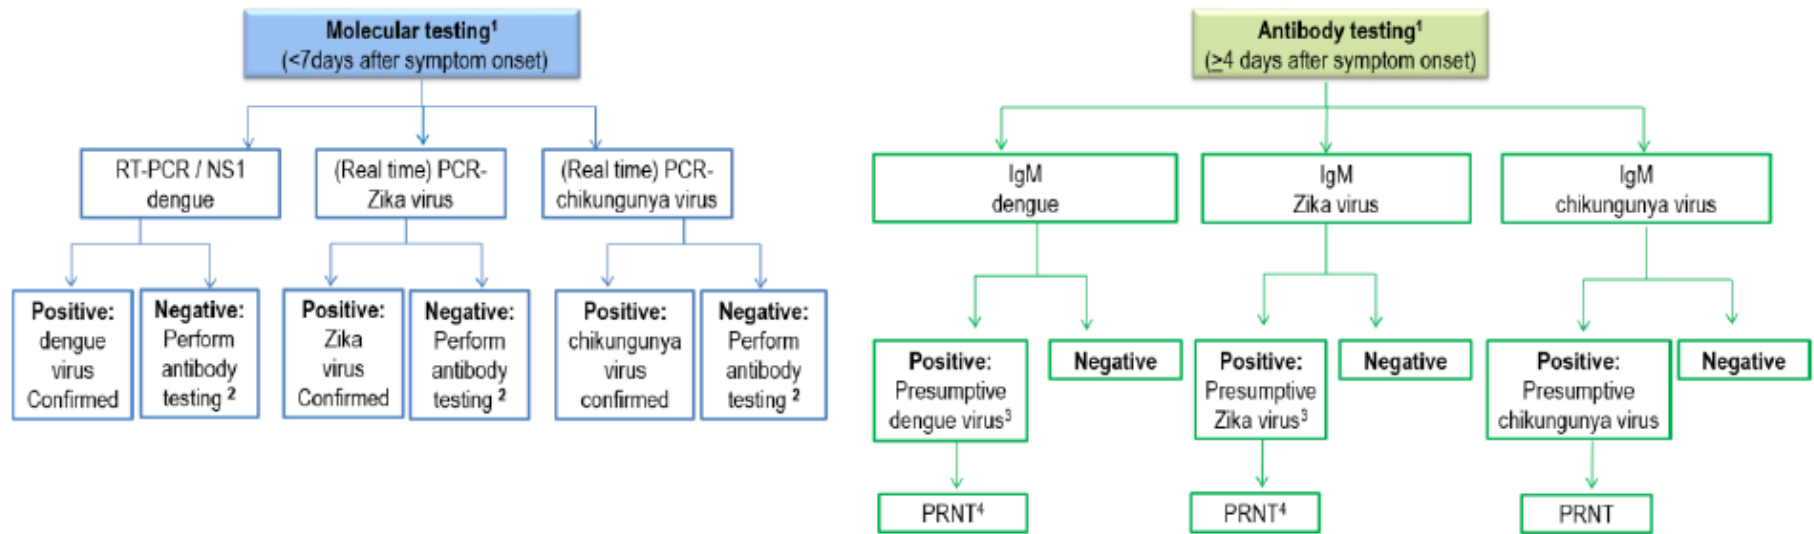 Molecular testing¹
(<7days after symptom onset)
RT-PCR / NS1
dengue
(Real time) PCR-
Zika virus
(Real time) PCR-
chikungunya virus
Positive:
dengue
virus
Confirmed
Negative:
Perform
antibody
testing ²
Positive:
Zika
virus
Confirmed
Negative:
Perform
antibody
testing ²
Positive:
chikungunya
virus
confirmed
Negative:
Perform
antibody
testing ²
Antibody testing¹
(≥4 days after symptom onset)
IgM
dengue
IgM
Zika virus
IgM
chikungunya virus
Positive:
Presumptive
dengue virus³
Negative
Positive:
Presumptive
Zika virus³
Negative
Positive:
Presumptive
chikungunya virus
Negative
PRNT⁴
PRNT⁴
PRNT